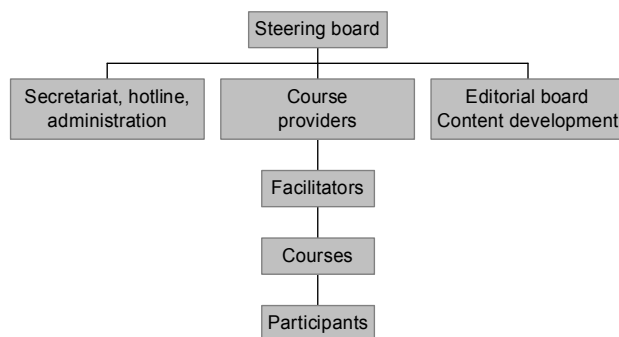 Steering board
Secretariat, hotline,
administration
Course
providers
Editorial board
Content development
Facilitators
Courses
Participants